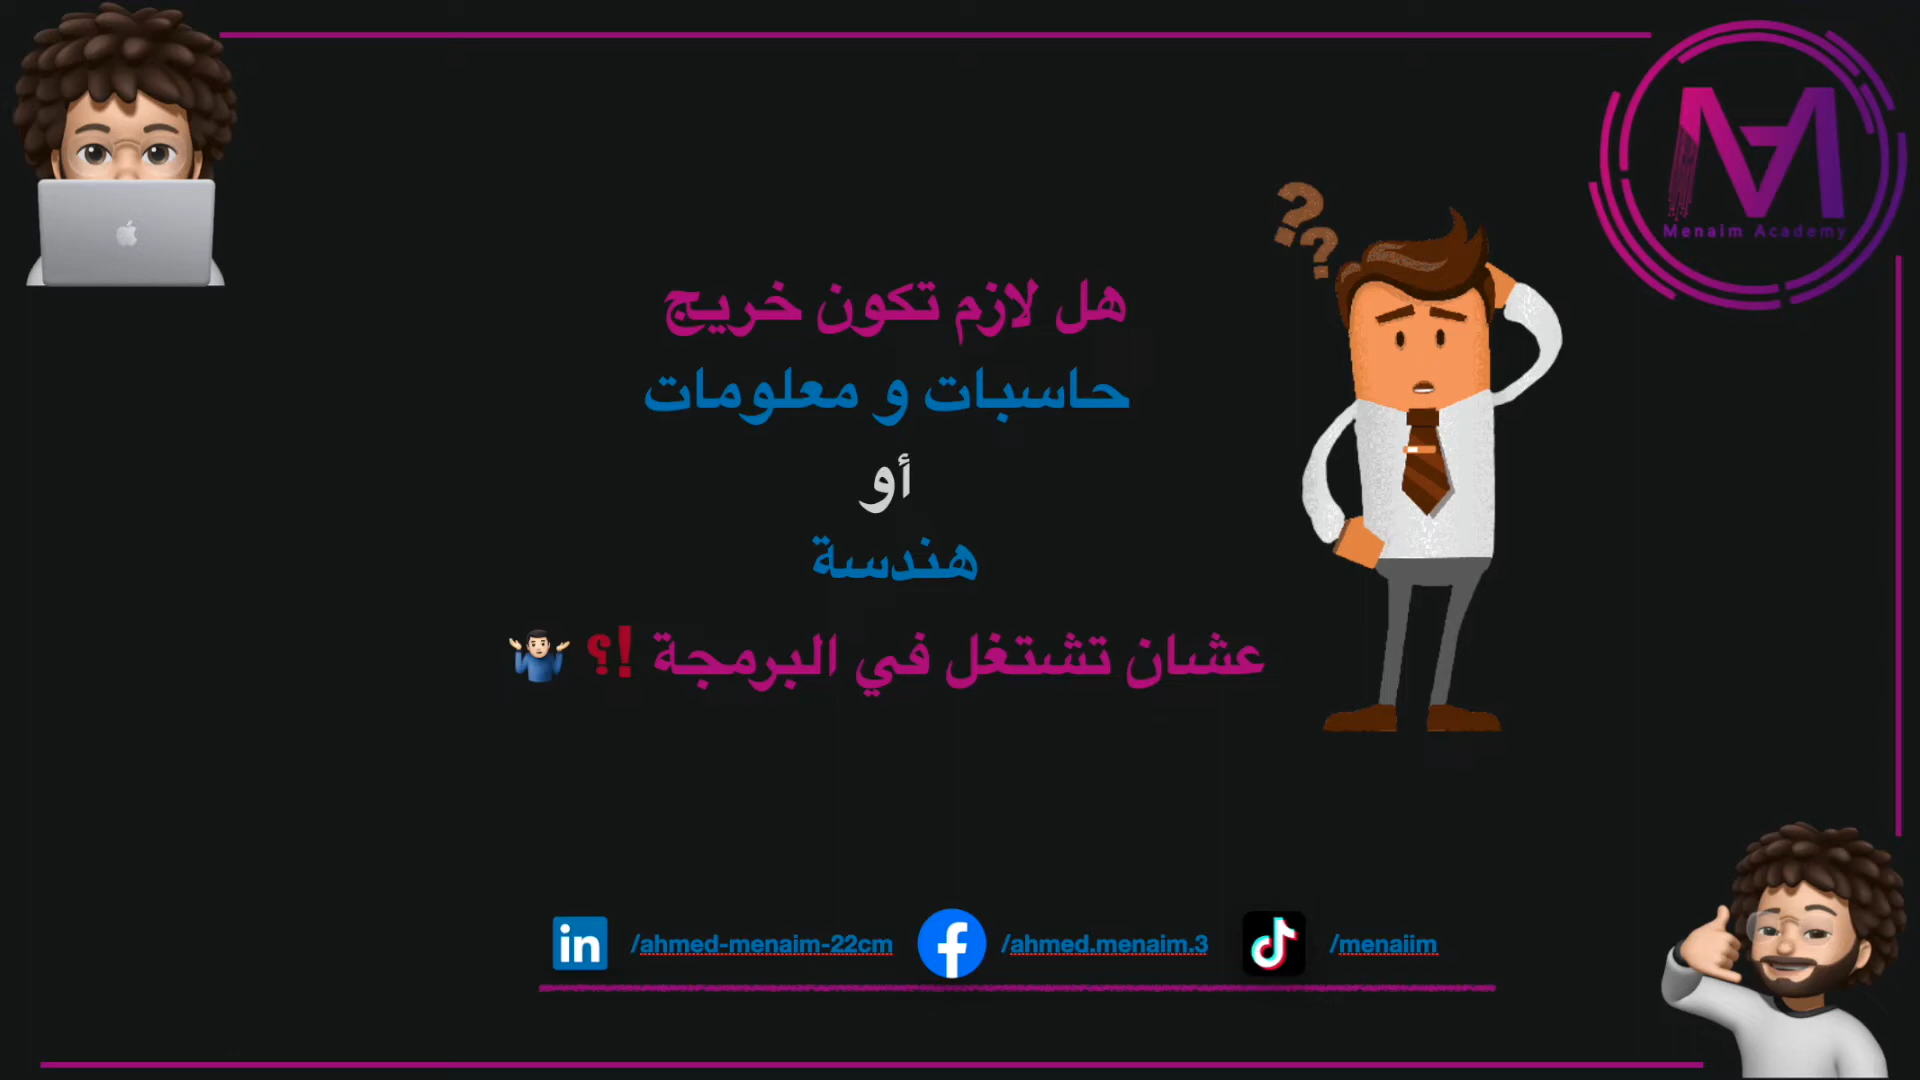 Menaim Academy
هل لازم تكون خريج
حاسبات و معلومات
أو
هندسة
عشان تشتغل في البرمجة !؟ 🤷🏻‍♂️
/ahmed-menaim-22cm /ahmed.menaim.3 /menaiim